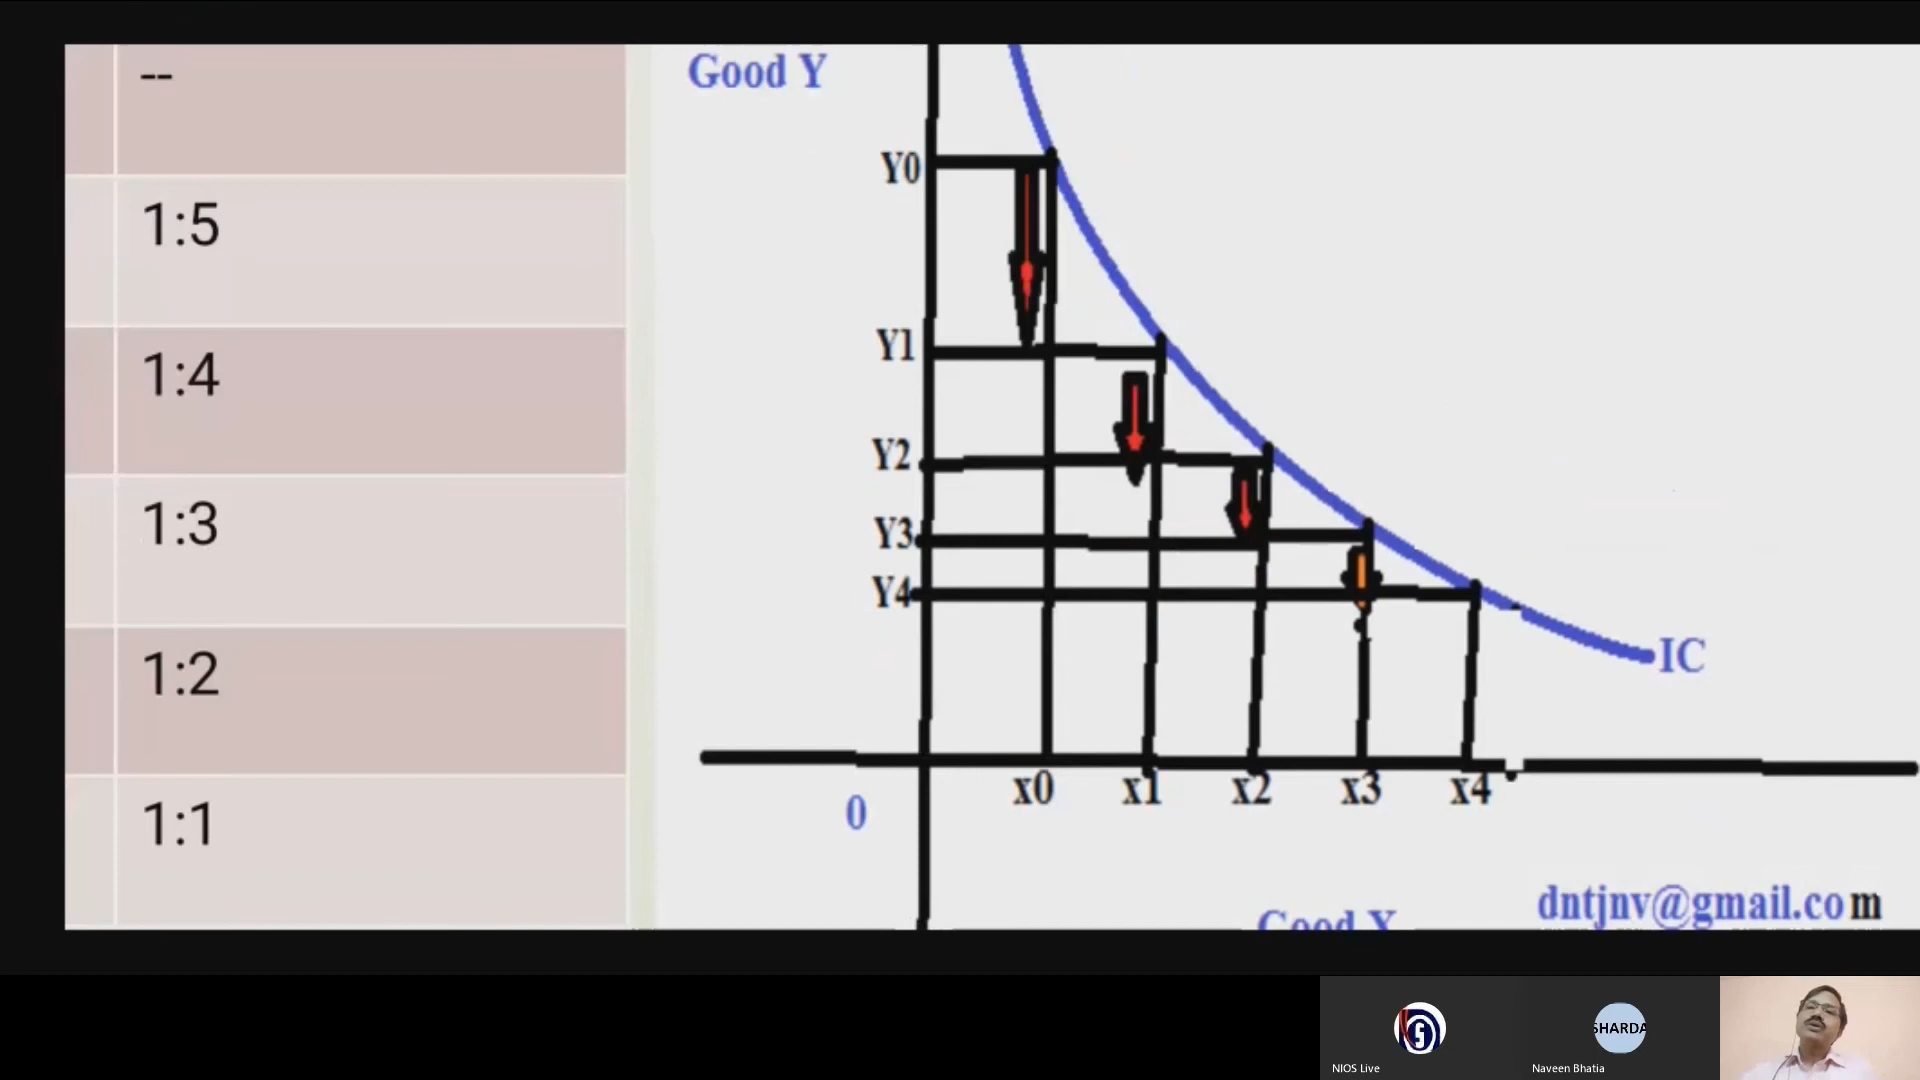 --
1:5
1:4
1:3
1:2
1:1
Good Y
Y0
Y1
Y2
Y3
Y4
IC
x0 x1 x2 x3 x4
0
dntjnv@gmail.com
Good X
SHARDA
NIOS Live
Naveen Bhatia